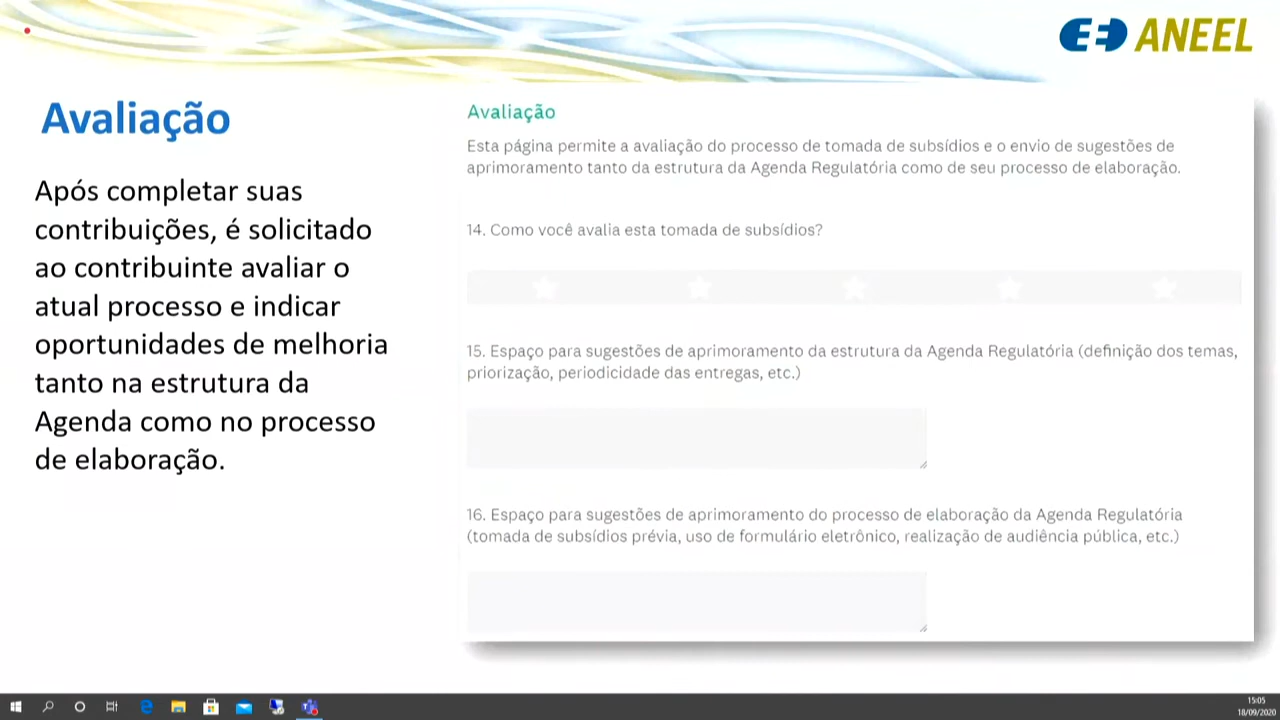 ANEEL
Avaliação
Após completar suas
contribuições, é solicitado
ao contribuinte avaliar o
atual processo e indicar
oportunidades de melhoria
tanto na estrutura da
Agenda como no processo
de elaboração.
Avaliação
Esta página permite a avaliação do processo de tomada de subsídios e o envio de sugestões de
aprimoramento tanto da estrutura da Agenda Regulatória como de seu processo de elaboração.
14. Como você avalia esta tomada de subsídios?
15. Espaço para sugestões de aprimoramento da estrutura da Agenda Regulatória (definição dos temas,
priorização, periodicidade das entregas, etc.)
16. Espaço para sugestões de aprimoramento do processo de elaboração da Agenda Regulatória
(tomada de subsídios prévia, uso de formulário eletrônico, realização de audiência pública, etc.)
15:05
18/09/2020